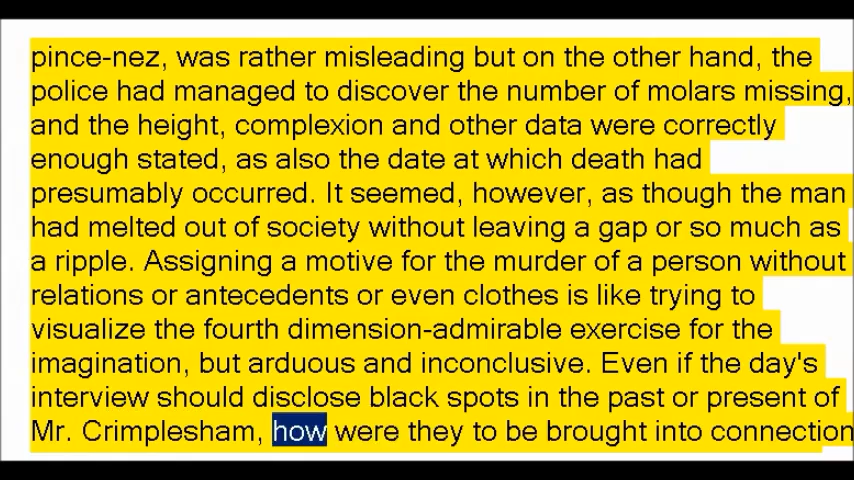 pince-nez, was rather misleading but on the other hand, the
police had managed to discover the number of molars missing,
and the height, complexion and other data were correctly
enough stated, as also the date at which death had
presumably occurred. It seemed, however, as though the man
had melted out of society without leaving a gap or so much as
a ripple. Assigning a motive for the murder of a person without
relations or antecedents or even clothes is like trying to
visualize the fourth dimension-admirable exercise for the
imagination, but arduous and inconclusive. Even if the day's
interview should disclose black spots in the past or present of
Mr. Crimplesham, how were they to be brought into connection